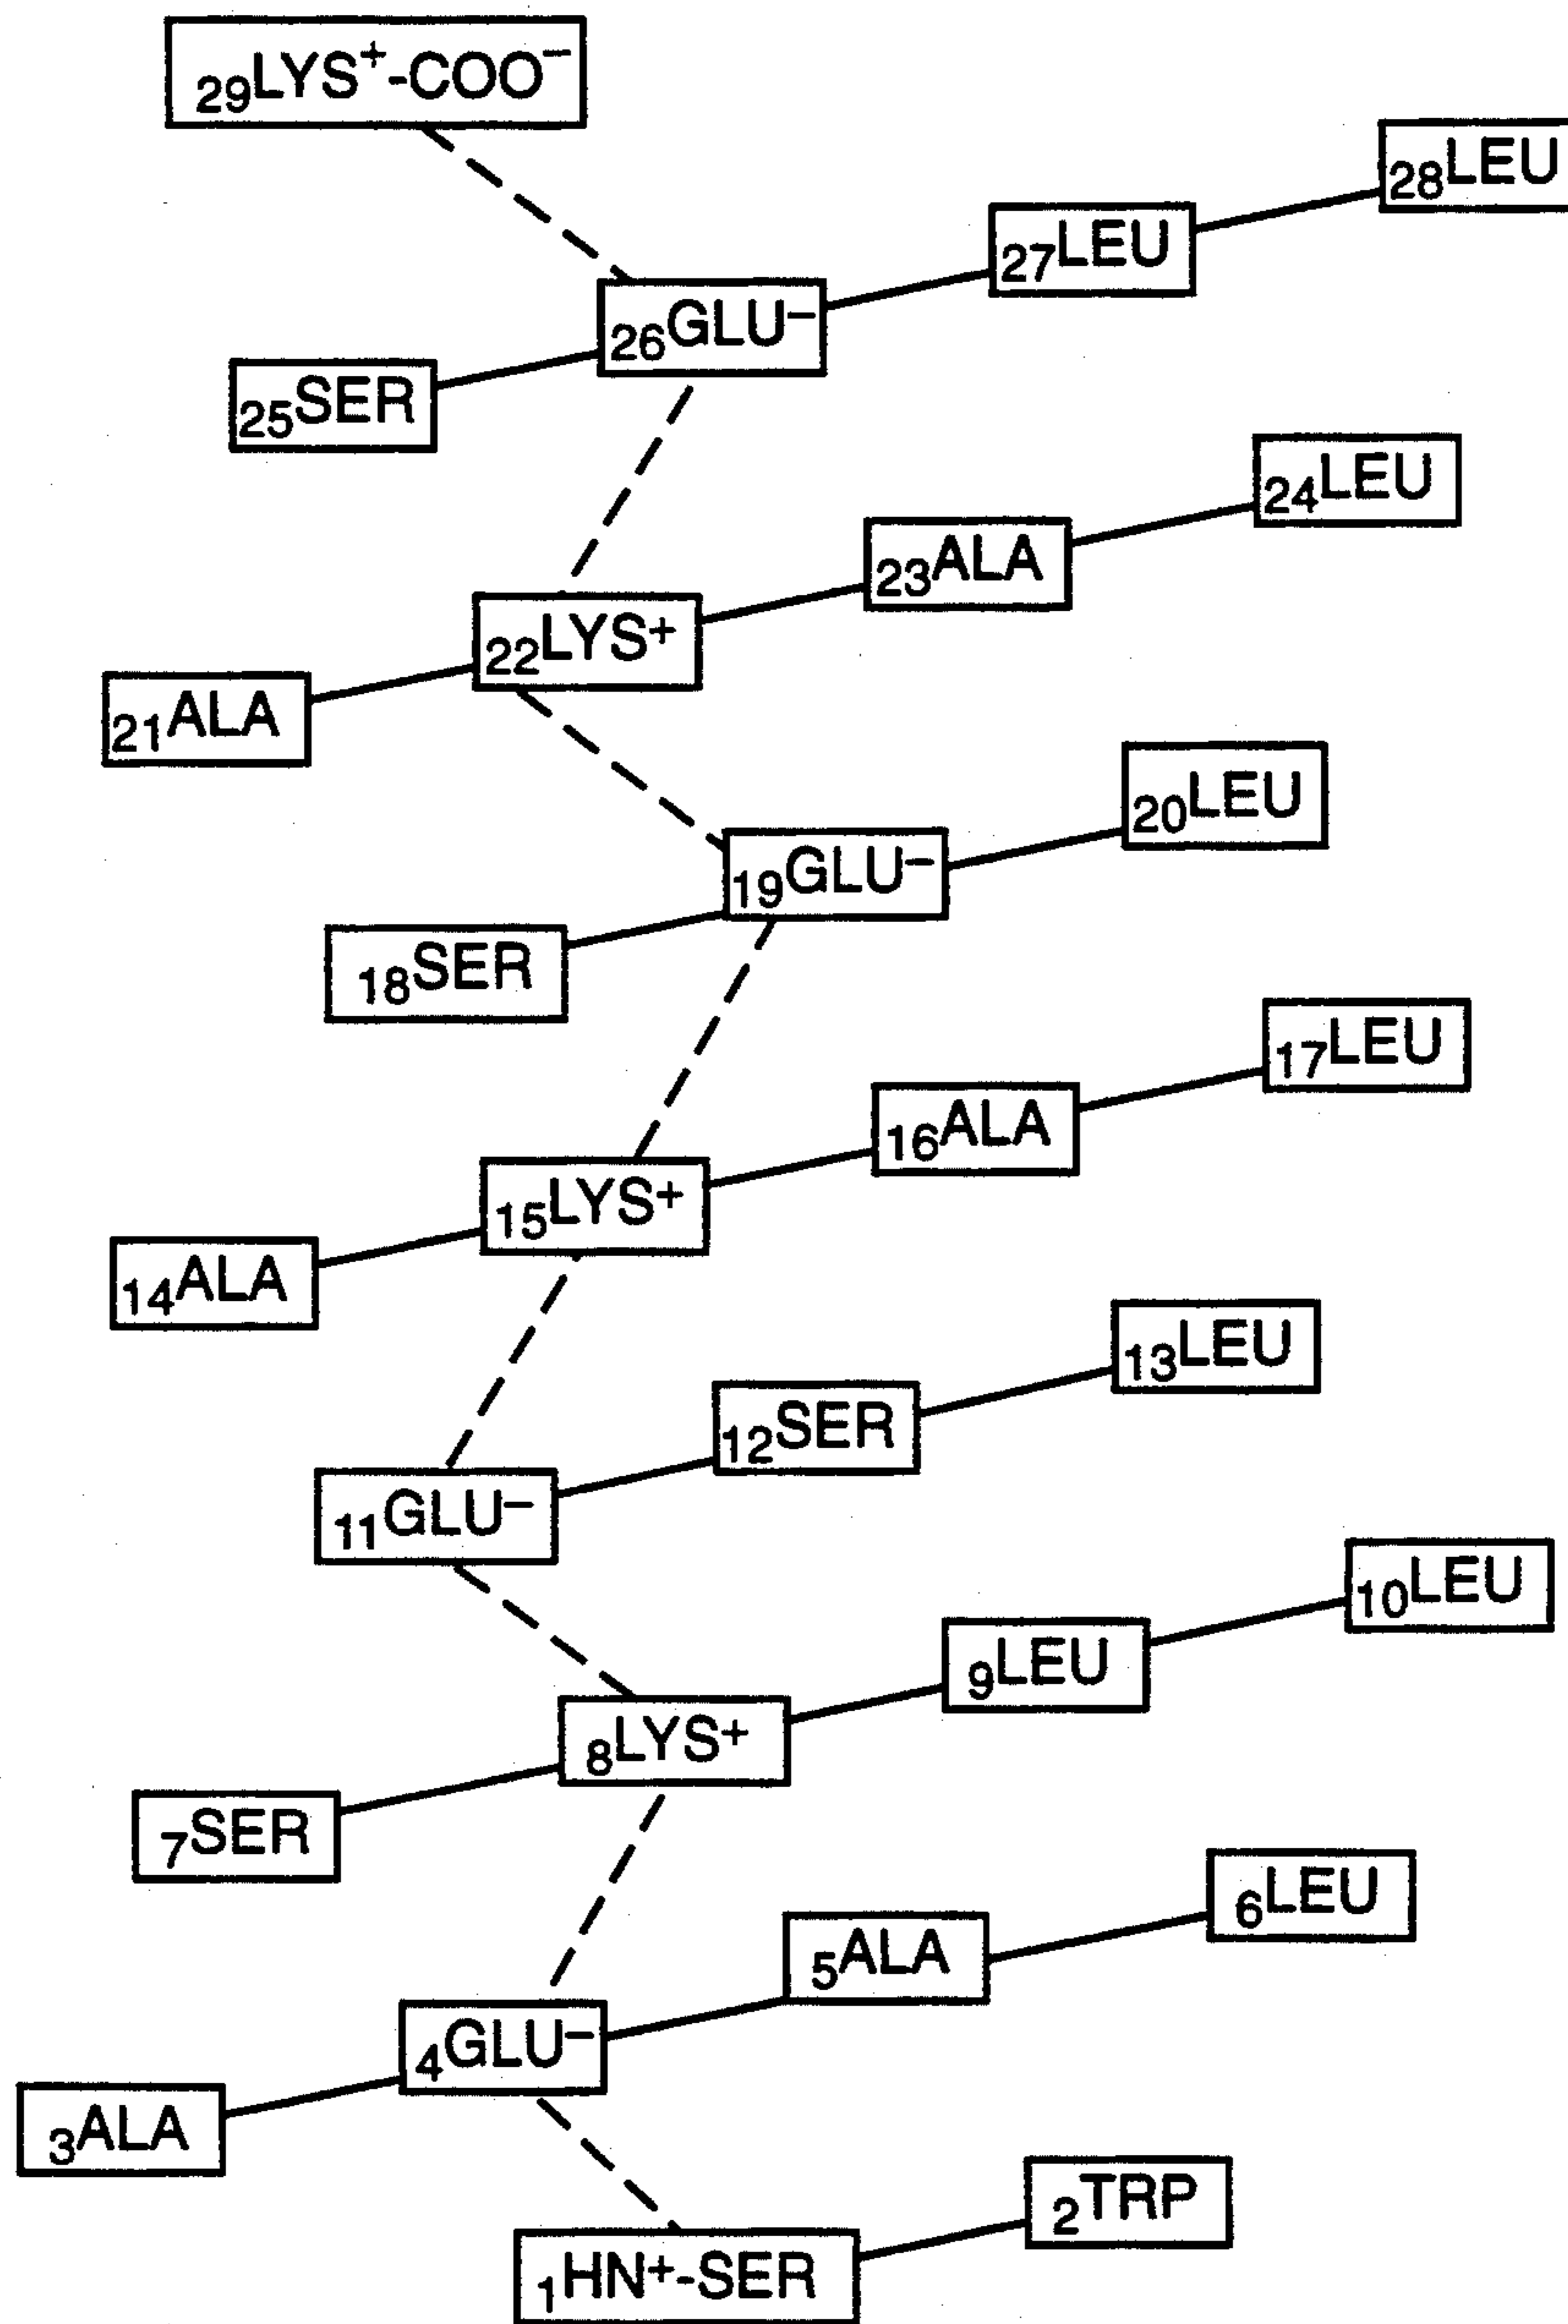 29LYS+-COO−
28LEU
27LEU
26GLU−
25SER
24LEU
23ALA
22LYS+
21ALA
20LEU
19GLU−
18SER
17LEU
16ALA
15LYS+
14ALA
13LEU
12SER
11GLU−
10LEU
9LEU
8LYS+
7SER
6LEU
5ALA
4GLU−
3ALA
2TRP
1HN+-SER